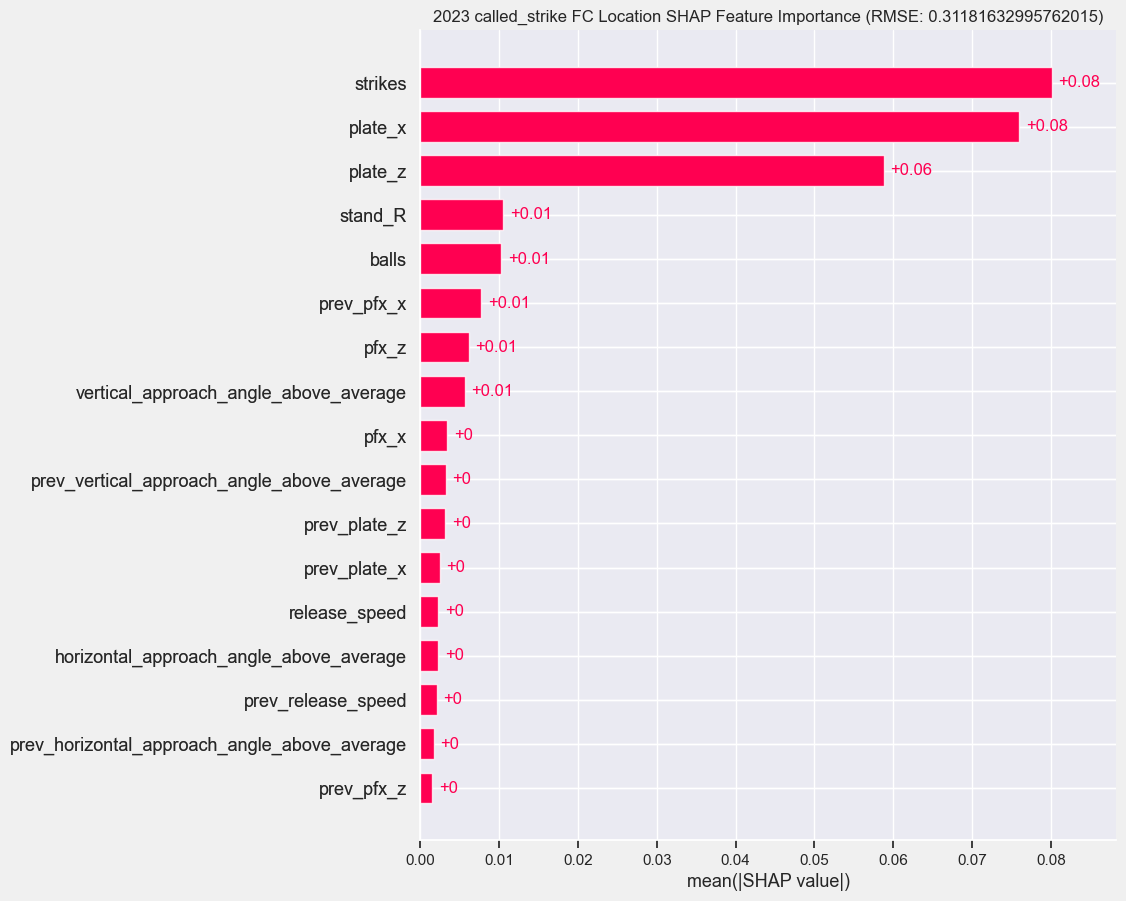 2023 called_strike FC Location SHAP Feature Importance (RMSE: 0.31181632995762015)
strikes +0.08
plate_x +0.08
plate_z +0.06
stand_R +0.01
balls +0.01
prev_pfx_x +0.01
pfx_z +0.01
vertical_approach_angle_above_average +0.01
pfx_x +0
prev_vertical_approach_angle_above_average +0
prev_plate_z +0
prev_plate_x +0
release_speed +0
horizontal_approach_angle_above_average +0
prev_release_speed +0
prev_horizontal_approach_angle_above_average +0
prev_pfx_z +0
0.00 0.01 0.02 0.03 0.04 0.05 0.06 0.07 0.08
mean(|SHAP value|)